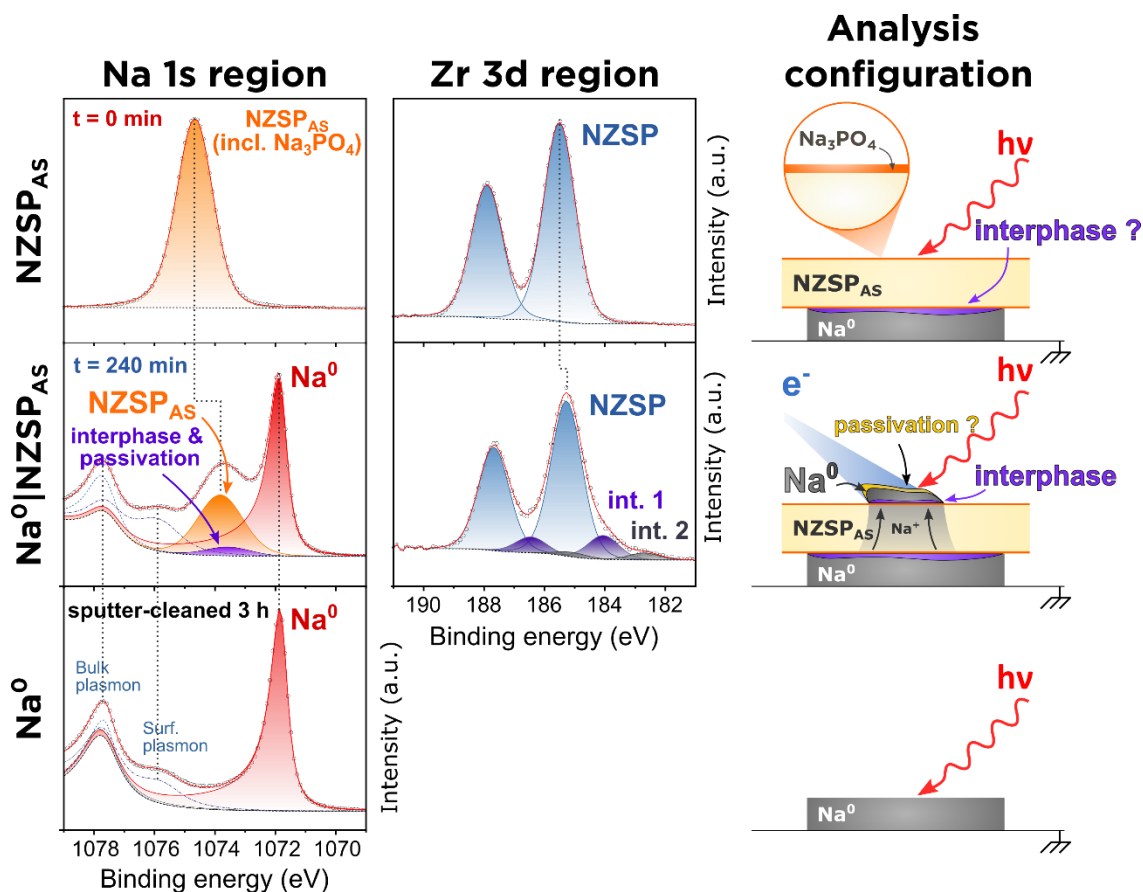 Na 1s region
Zr 3d region
Analysis
configuration
NZSP_AS
t = 0 min
NZSP_AS
(incl. Na₃PO₄)
NZSP
Intensity (a.u.)
Na₃PO₄
hν
interphase ?
NZSP_AS
Na⁰
Na⁰|NZSP_AS
t = 240 min
Na⁰
NZSP_AS
interphase &
passivation
NZSP
int. 1
int. 2
190 188 186 184 182
Binding energy (eV)
Intensity (a.u.)
e⁻
hν
passivation ?
Na⁰
interphase
NZSP_AS
Na⁺
Na⁰
Na⁰
sputter-cleaned 3 h
Na⁰
Bulk
plasmon
Surf.
plasmon
1078 1076 1074 1072 1070
Binding energy (eV)
Intensity (a.u.)
hν
Na⁰